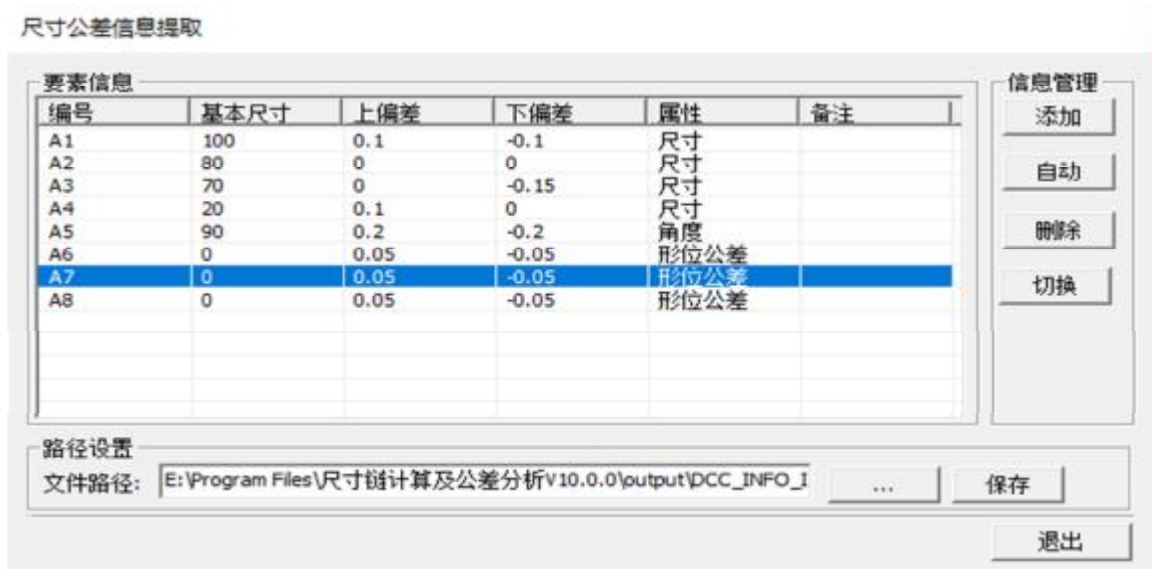 尺寸公差信息提取
要素信息
编号 基本尺寸 上偏差 下偏差 属性 备注
A1 100 0.1 -0.1 尺寸
A2 80 0 0 尺寸
A3 70 0 -0.15 尺寸
A4 20 0.1 0 尺寸
A5 90 0.2 -0.2 角度
A6 0 0.05 -0.05 形位公差
A7 0 0.05 -0.05 形位公差
A8 0 0.05 -0.05 形位公差
信息管理
添加
自动
删除
切换
路径设置
文件路径: E:\Program Files\尺寸链计算及公差分析V10.0.0\output\DCC_INFO_I ... 保存
退出